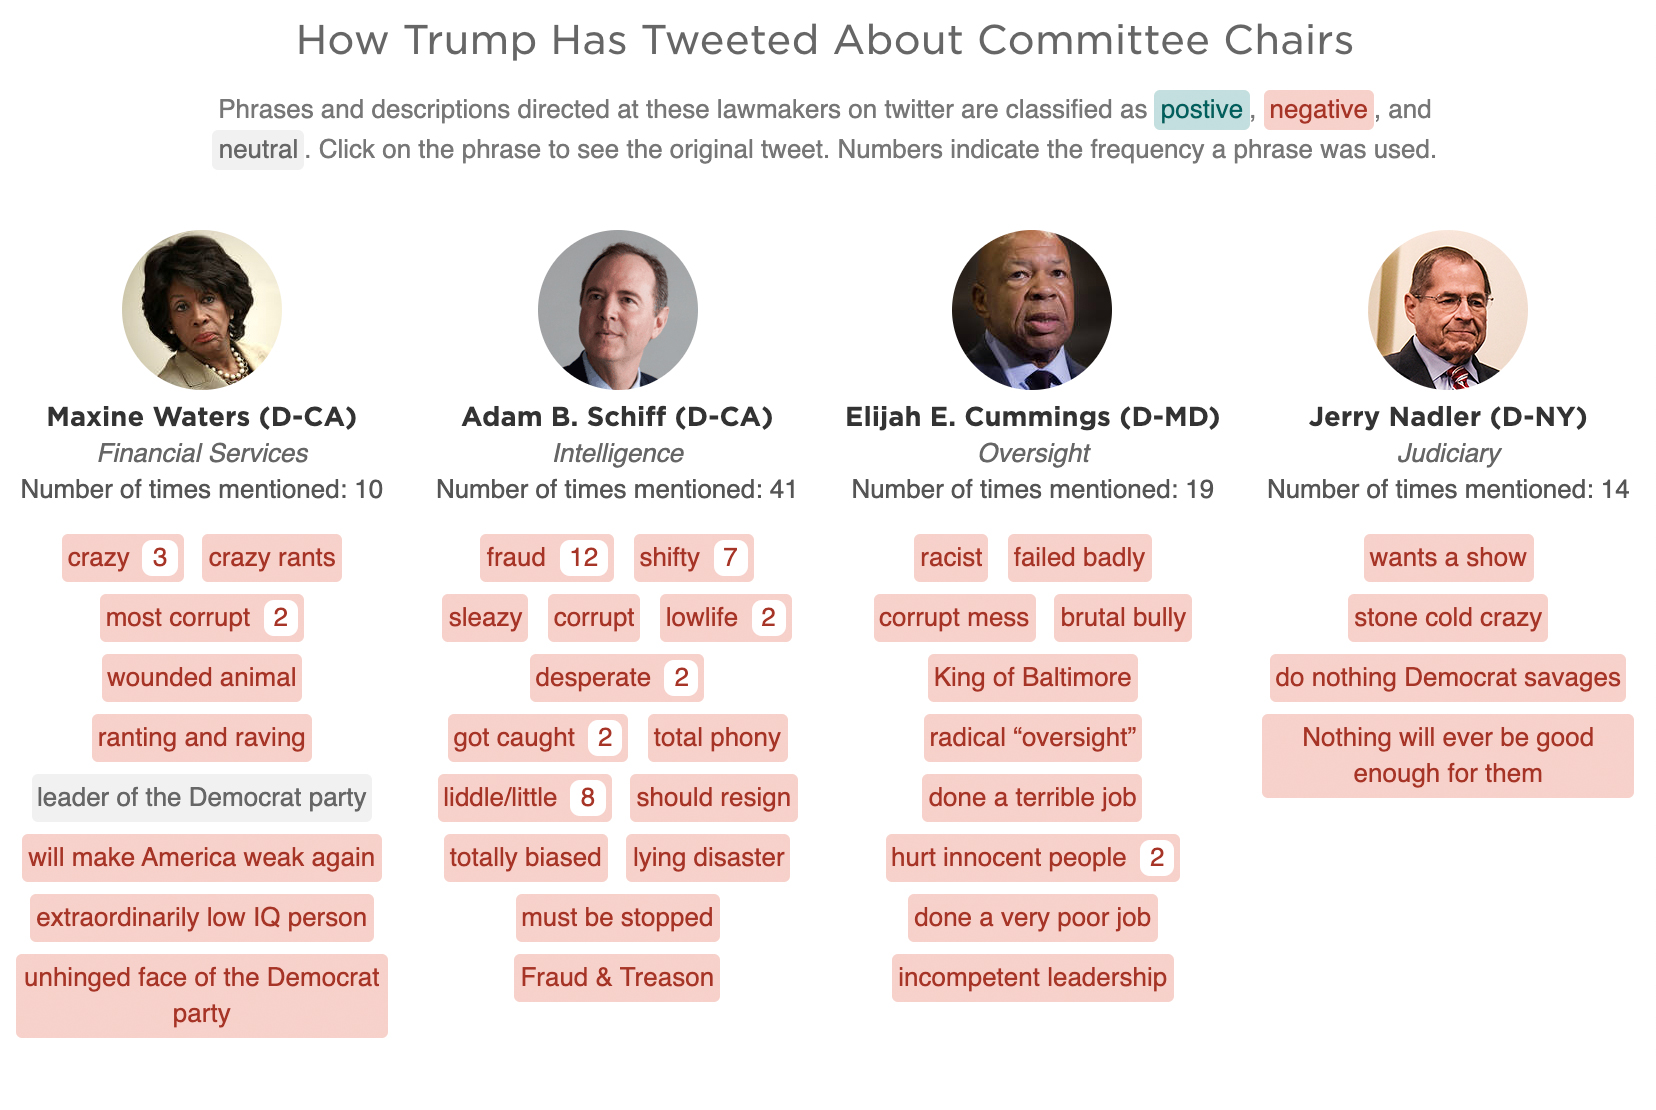 How Trump Has Tweeted About Committee Chairs
Phrases and descriptions directed at these lawmakers on twitter are classified as postive, negative, and
neutral. Click on the phrase to see the original tweet. Numbers indicate the frequency a phrase was used.
Maxine Waters (D-CA)
Financial Services
Number of times mentioned: 10
crazy 3 crazy rants
most corrupt 2
wounded animal
ranting and raving
leader of the Democrat party
will make America weak again
extraordinarily low IQ person
unhinged face of the Democrat
party
Adam B. Schiff (D-CA)
Intelligence
Number of times mentioned: 41
fraud 12 shifty 7
sleazy corrupt lowlife 2
desperate 2
got caught 2 total phony
liddle/little 8 should resign
totally biased lying disaster
must be stopped
Fraud & Treason
Elijah E. Cummings (D-MD)
Oversight
Number of times mentioned: 19
racist failed badly
corrupt mess brutal bully
King of Baltimore
radical “oversight”
done a terrible job
hurt innocent people 2
done a very poor job
incompetent leadership
Jerry Nadler (D-NY)
Judiciary
Number of times mentioned: 14
wants a show
stone cold crazy
do nothing Democrat savages
Nothing will ever be good
enough for them